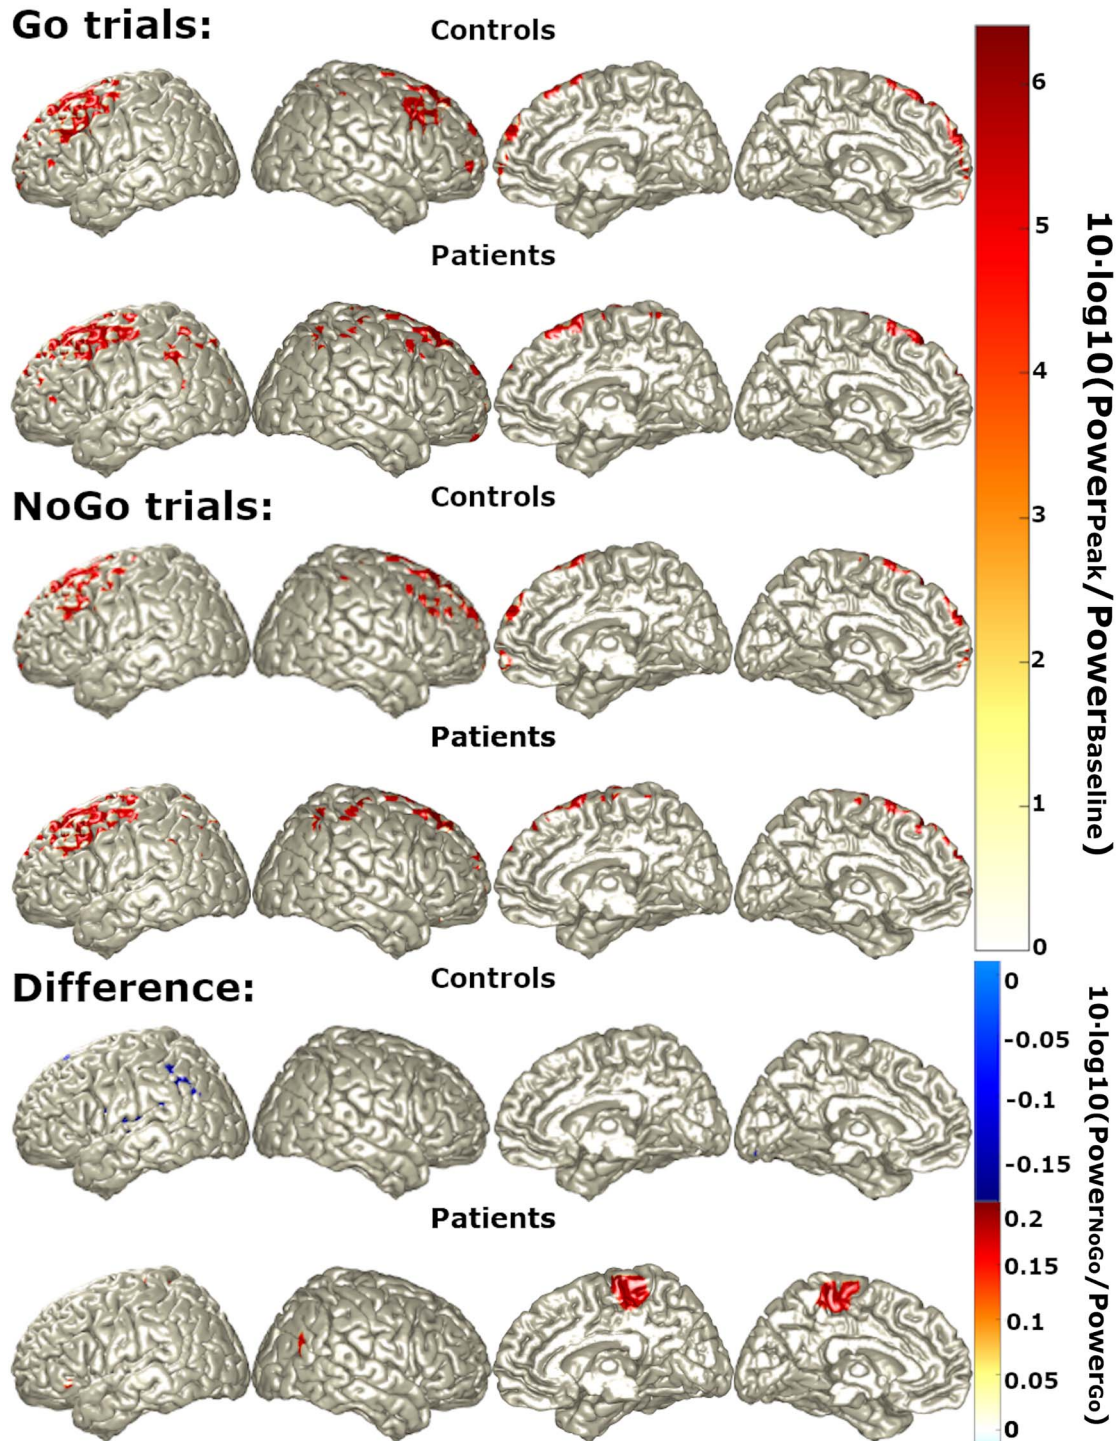 Go trials:
Controls
Patients
NoGo trials:
Controls
Patients
Difference:
Controls
Patients
6
5
4
3
2
1
0
10·log10(PowerPeak/PowerBaseline)
0
-0.05
-0.1
-0.15
0.2
0.15
0.1
0.05
0
10·log10((PowerNoGo/PowerGo)